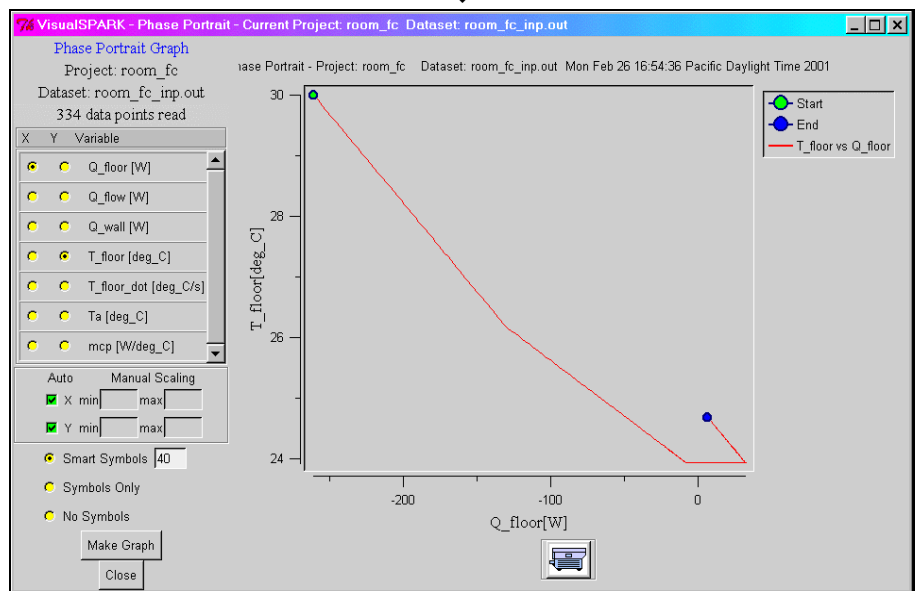 VisualSPARK - Phase Portrait - Current Project: room_fc Dataset: room_fc_inp.out
Phase Portrait Graph
Project: room_fc
Dataset: room_fc_inp.out
334 data points read
X Y Variable
Q_floor [W]
Q_flow [W]
Q_wall [W]
T_floor [deg_C]
T_floor_dot [deg_C/s]
Ta [deg_C]
mcp [W/deg_C]
Auto Manual Scaling
X min max
Y min max
Smart Symbols 40
Symbols Only
No Symbols
Make Graph
Close
ase Portrait - Project: room_fc Dataset: room_fc_inp.out Mon Feb 26 16:54:36 Pacific Daylight Time 2001
30
28
26
24
T_floor[deg_C]
-200 -100 0
Q_floor[W]
Start
End
T_floor vs Q_floor